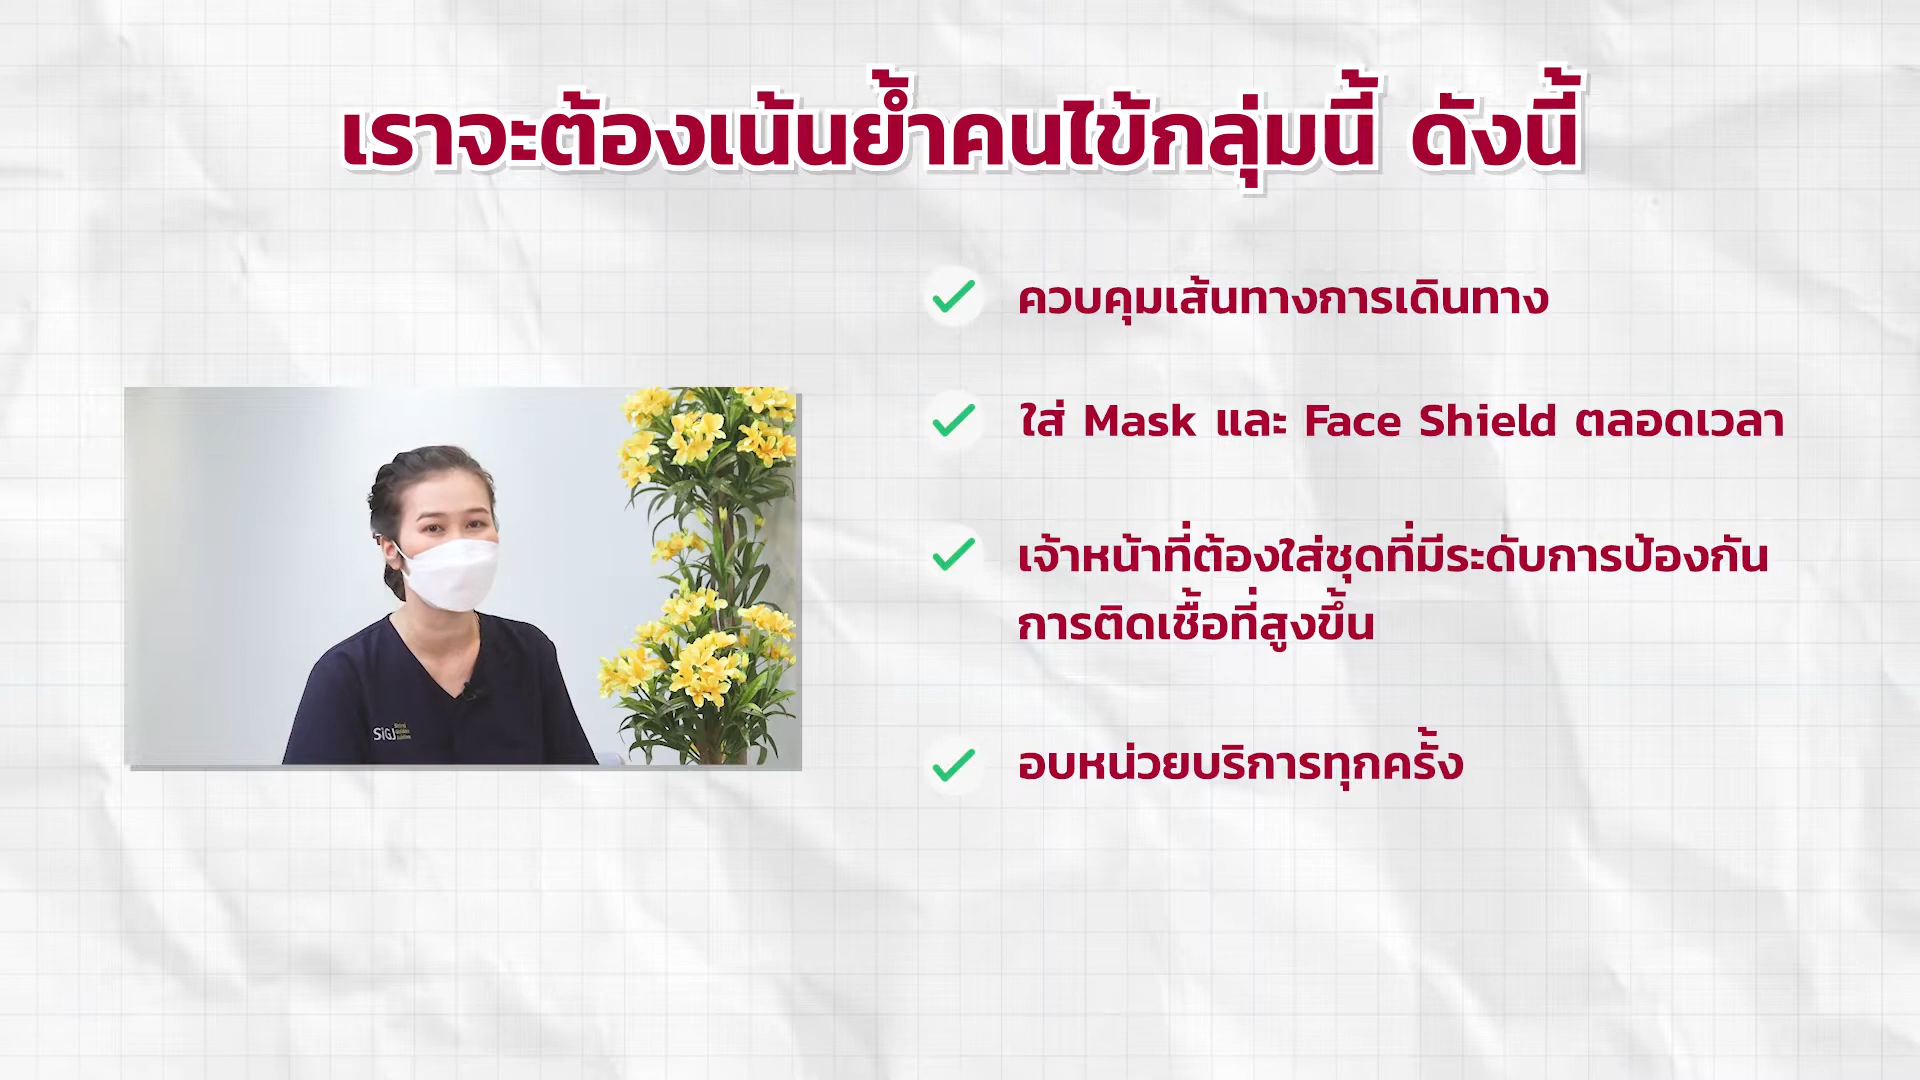 เราจะต้องเน้นย้ำคนไข้กลุ่มนี้ ดังนี้
ควบคุมเส้นทางการเดินทาง
ใส่ Mask และ Face Shield ตลอดเวลา
เจ้าหน้าที่ต้องใส่ชุดที่มีระดับการป้องกัน
การติดเชื้อที่สูงขึ้น
อบหน่วยบริการทุกครั้ง
SiGJ